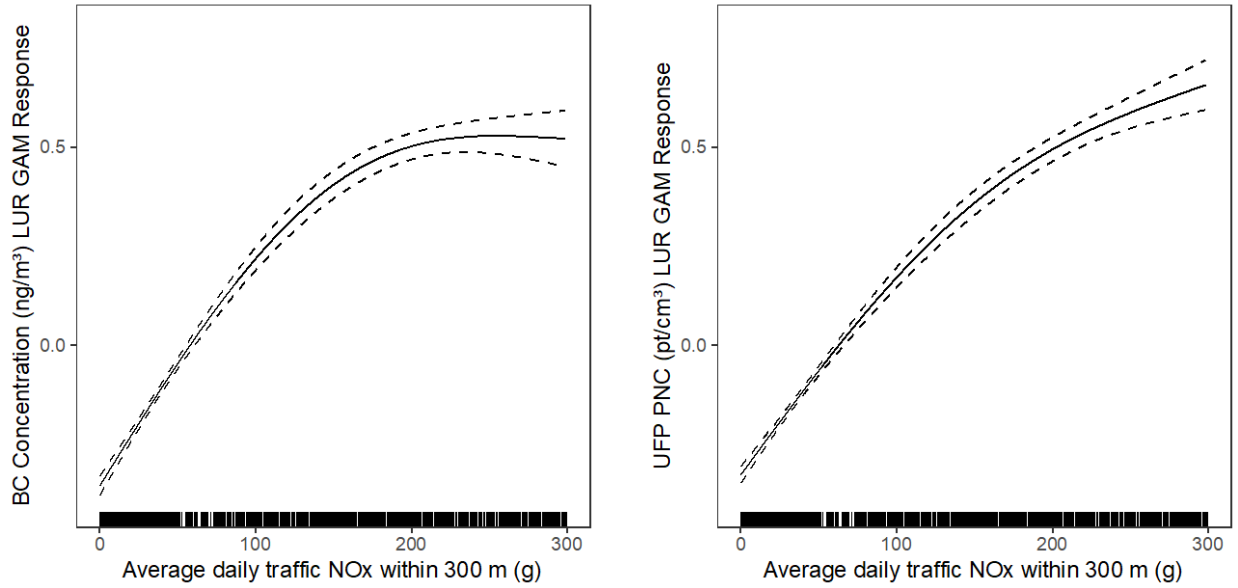 BC Concentration (ng/m³) LUR GAM Response
0.5
0.0
0 100 200 300
Average daily traffic NOx within 300 m (g)
UFP PNC (pt/cm³) LUR GAM Response
0.5
0.0
0 100 200 300
Average daily traffic NOx within 300 m (g)